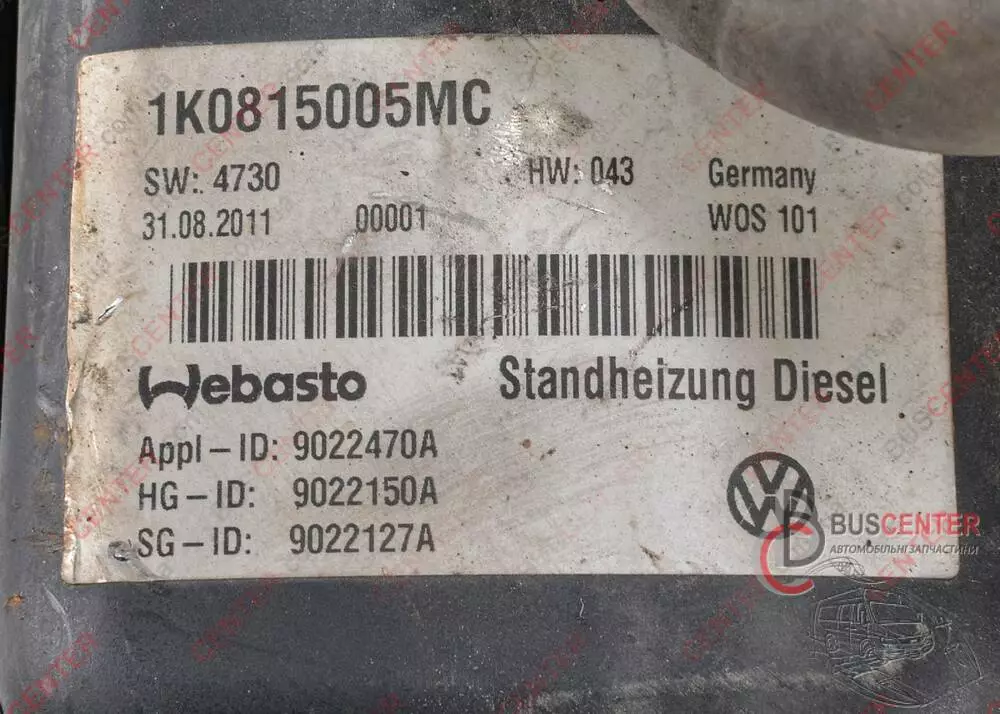 1K0815005MC
SW: 4730 HW: 043 Germany
31.08.2011 00001 WOS 101
Webasto Standheizung Diesel
Appl-ID: 9022470A
HG-ID: 9022150A
SG-ID: 9022127A
BUSCENTER
АВТОМОБІЛЬНІ ЗАПЧАСТИНИ